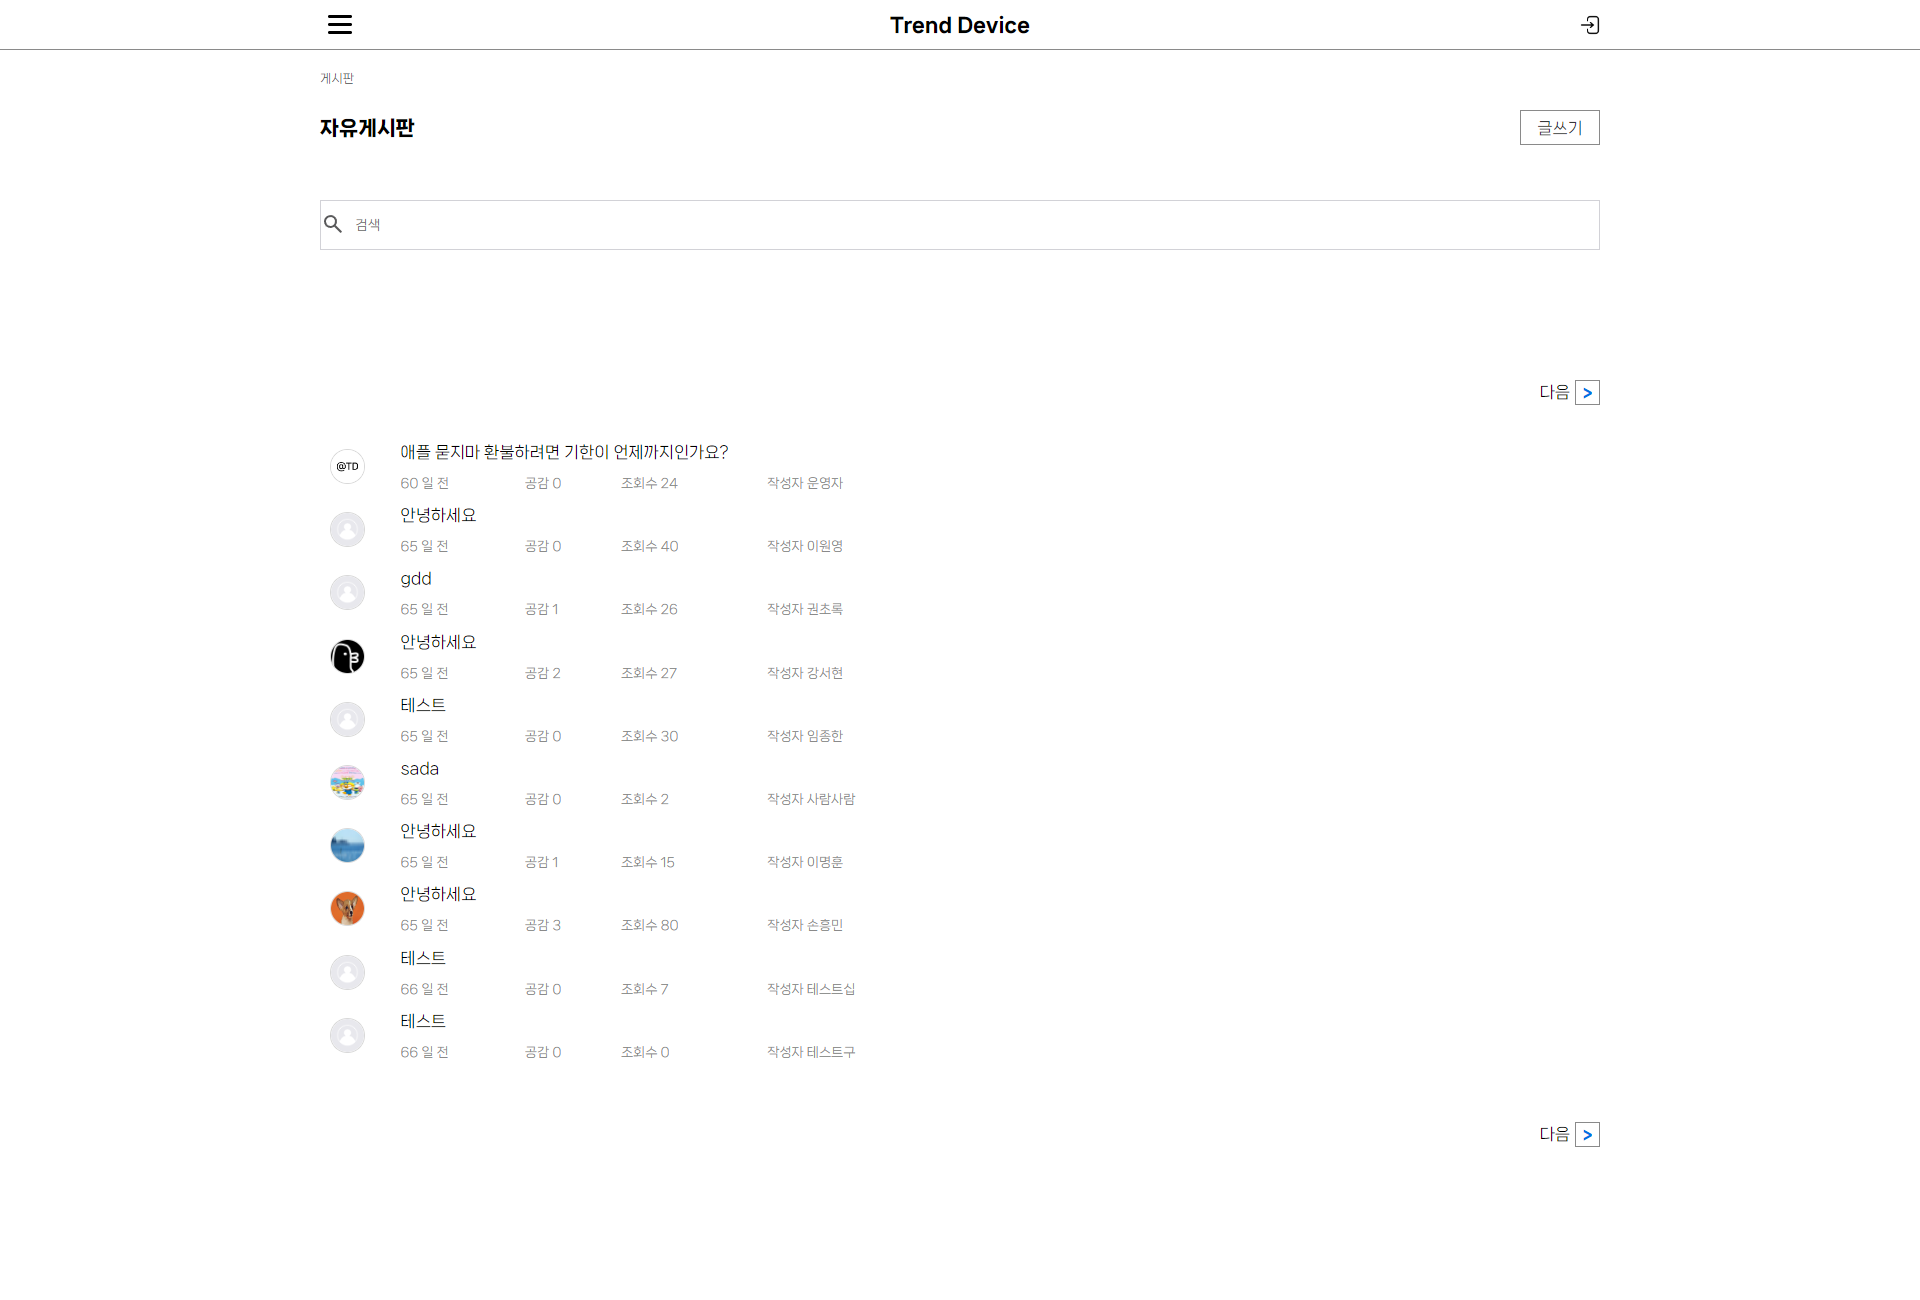 Trend Device
게시판
자유게시판
글쓰기
검색
다음 >
@TD
애플 묻지마 환불하려면 기한이 언제까지인가요?
60 일 전 공감 0 조회수 24 작성자 운영자
안녕하세요
65 일 전 공감 0 조회수 40 작성자 이원영
gdd
65 일 전 공감 1 조회수 26 작성자 권초록
안녕하세요
65 일 전 공감 2 조회수 27 작성자 강서현
테스트
65 일 전 공감 0 조회수 30 작성자 임종한
sada
65 일 전 공감 0 조회수 2 작성자 사람사람
안녕하세요
65 일 전 공감 1 조회수 15 작성자 이명훈
안녕하세요
65 일 전 공감 3 조회수 80 작성자 손흥민
테스트
66 일 전 공감 0 조회수 7 작성자 테스트십
테스트
66 일 전 공감 0 조회수 0 작성자 테스트구
다음 >